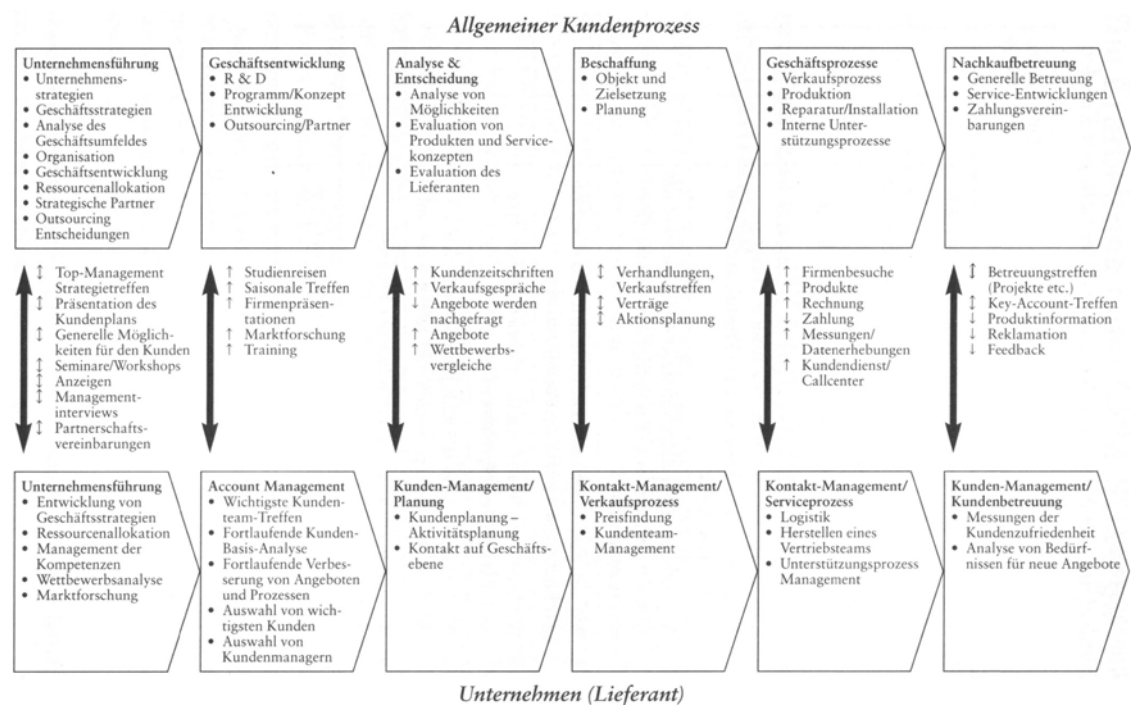 Allgemeiner Kundenprozess
Unternehmensführung
• Unternehmens-
strategien
• Geschäftsstrategien
• Analyse des
Geschäftsumfeldes
• Organisation
• Geschäftsentwicklung
• Ressourcenallokation
• Strategische Partner
• Outsourcing
Entscheidungen
Geschäftsentwicklung
• R & D
• Programm/Konzept
Entwicklung
• Outsourcing/Partner
Analyse &
Entscheidung
• Analyse von
Möglichkeiten
• Evaluation von
Produkten und Service-
konzepten
• Evaluation des
Lieferanten
Beschaffung
• Objekt und
Zielsetzung
• Planung
Geschäftsprozesse
• Verkaufsprozess
• Produktion
• Reparatur/Installation
• Interne Unter-
stützungsprozesse
Nachkaufbetreuung
• Generelle Betreuung
• Service-Entwicklungen
• Zahlungsverein-
barungen
↕ Top-Management
Strategietreffen
↕ Präsentation des
Kundenplans
↕ Generelle Möglich-
keiten für den Kunden
↕ Seminare/Workshops
↕ Anzeigen
↕ Management-
interviews
↕ Partnerschafts-
vereinbarungen
↑ Studienreisen
↑ Saisonale Treffen
↑ Firmenpräsen-
tationen
↑ Marktforschung
↑ Training
↑ Kundenzeitschriften
↑ Verkaufsgespräche
↓ Angebote werden
nachgefragt
↑ Angebote
↑ Wettbewerbs-
vergleiche
↕ Verhandlungen,
Verkaufstreffen
↕ Verträge
↕ Aktionsplanung
↑ Firmenbesuche
↑ Produkte
↑ Rechnung
↓ Zahlung
↑ Messungen/
Datenerhebungen
↑ Kundendienst/
Callcenter
↕ Betreuungstreffen
(Projekte etc.)
↕ Key-Account-Treffen
↓ Produktinformation
↓ Reklamation
↓ Feedback
Unternehmensführung
• Entwicklung von
Geschäftsstrategien
• Ressourcenallokation
• Management der
Kompetenzen
• Wettbewerbsanalyse
• Marktforschung
Account Management
• Wichtigste Kunden-
team-Treffen
• Fortlaufende Kunden-
Basis-Analyse
• Fortlaufende Verbes-
serung von Angeboten
und Prozessen
• Auswahl von wich-
tigsten Kunden
• Auswahl von
Kundenmanagern
Kunden-Management/
Planung
• Kundenplanung –
Aktivitätsplanung
• Kontakt auf Geschäfts-
ebene
Kontakt-Management/
Verkaufsprozess
• Preisfindung
• Kundenteam-
Management
Kontakt-Management/
Serviceprozess
• Logistik
• Herstellen eines
Vertriebsteams
• Unterstützungsprozess
Management
Kunden-Management/
Kundenbetreuung
• Messungen der
Kundenzufriedenheit
• Analyse von Bedürf-
nissen für neue Angebote
Unternehmen (Lieferant)